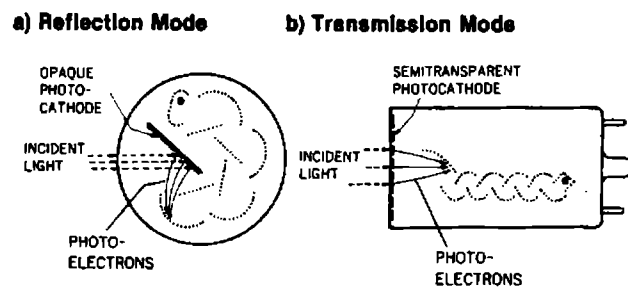 a) Reflection Mode
OPAQUE
PHOTO-
CATHODE
INCIDENT
LIGHT
PHOTO-
ELECTRONS
b) Transmission Mode
SEMITRANSPARENT
PHOTOCATHODE
INCIDENT
LIGHT
PHOTO-
ELECTRONS